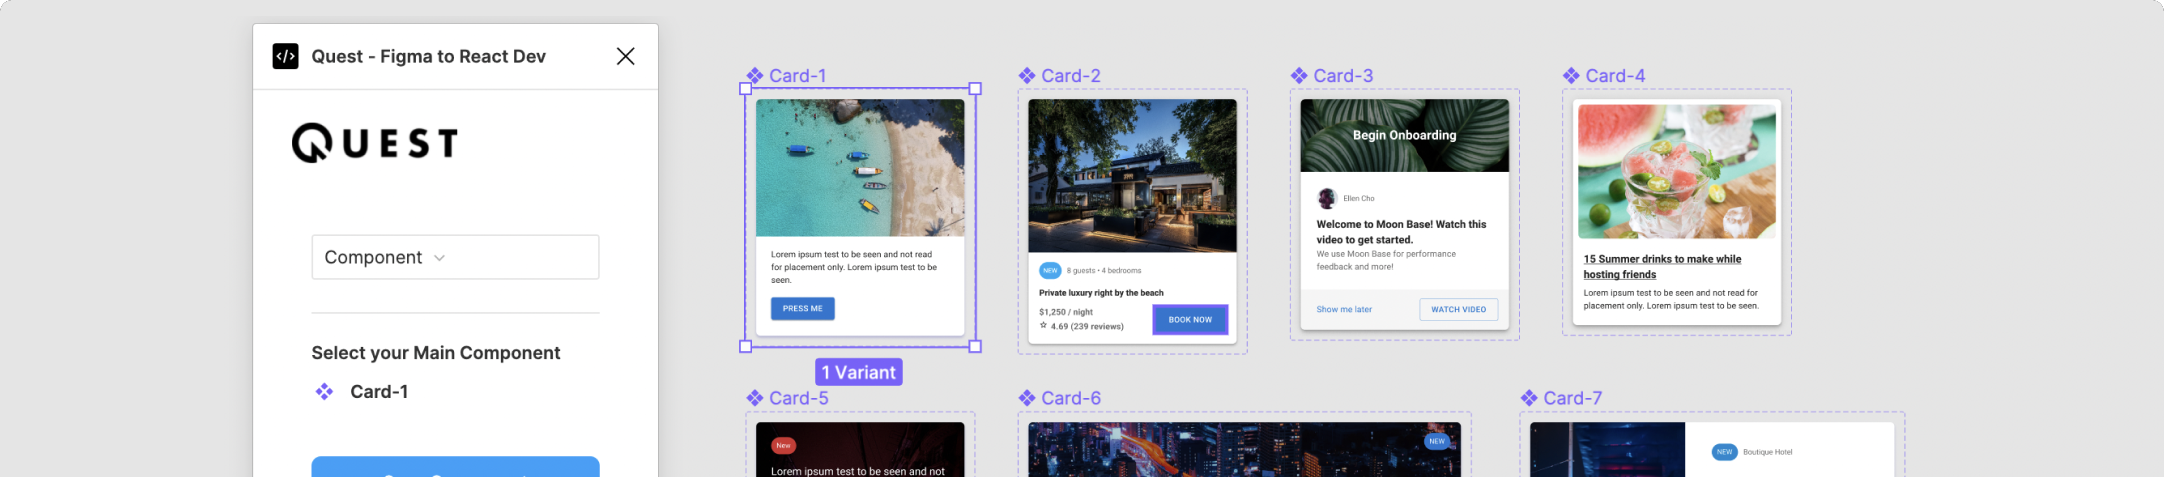 Quest - Figma to React Dev
QUEST
Component
Select your Main Component
Card-1
Card-1
Lorem ipsum test to be seen and not read
for placement only. Lorem ipsum test to be
seen.
PRESS ME
1 Variant
Card-2
NEW 8 guests • 4 bedrooms
Private luxury right by the beach
$1,250 / night
4.69 (239 reviews)
BOOK NOW
Card-3
Begin Onboarding
Ellen Cho
Welcome to Moon Base! Watch this
video to get started.
We use Moon Base for performance
feedback and more!
Show me later
WATCH VIDEO
Card-4
15 Summer drinks to make while
hosting friends
Lorem ipsum test to be seen and not read for
placement only. Lorem ipsum test to be seen.
Card-5
New
Lorem ipsum test to be seen and not
Card-6
NEW
Card-7
NEW Boutique Hotel